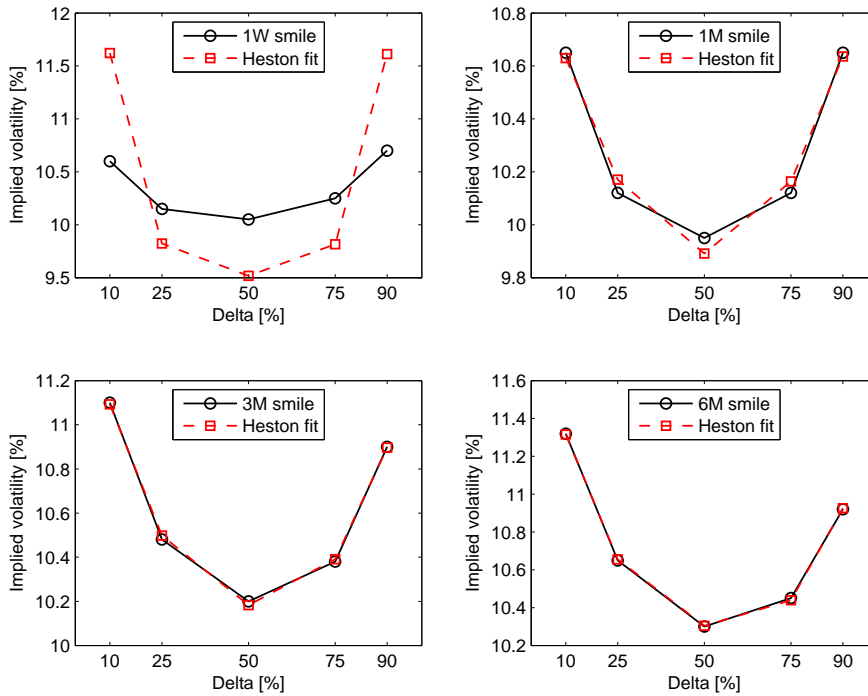 12
11.5
11
10.5
10
9.5
Implied volatility [%]
1W smile
Heston fit
10 25 50 75 90
Delta [%]
10.8
10.6
10.4
10.2
10
9.8
Implied volatility [%]
1M smile
Heston fit
10 25 50 75 90
Delta [%]
11.2
11
10.8
10.6
10.4
10.2
10
Implied volatility [%]
3M smile
Heston fit
10 25 50 75 90
Delta [%]
11.6
11.4
11.2
11
10.8
10.6
10.4
10.2
Implied volatility [%]
6M smile
Heston fit
10 25 50 75 90
Delta [%]